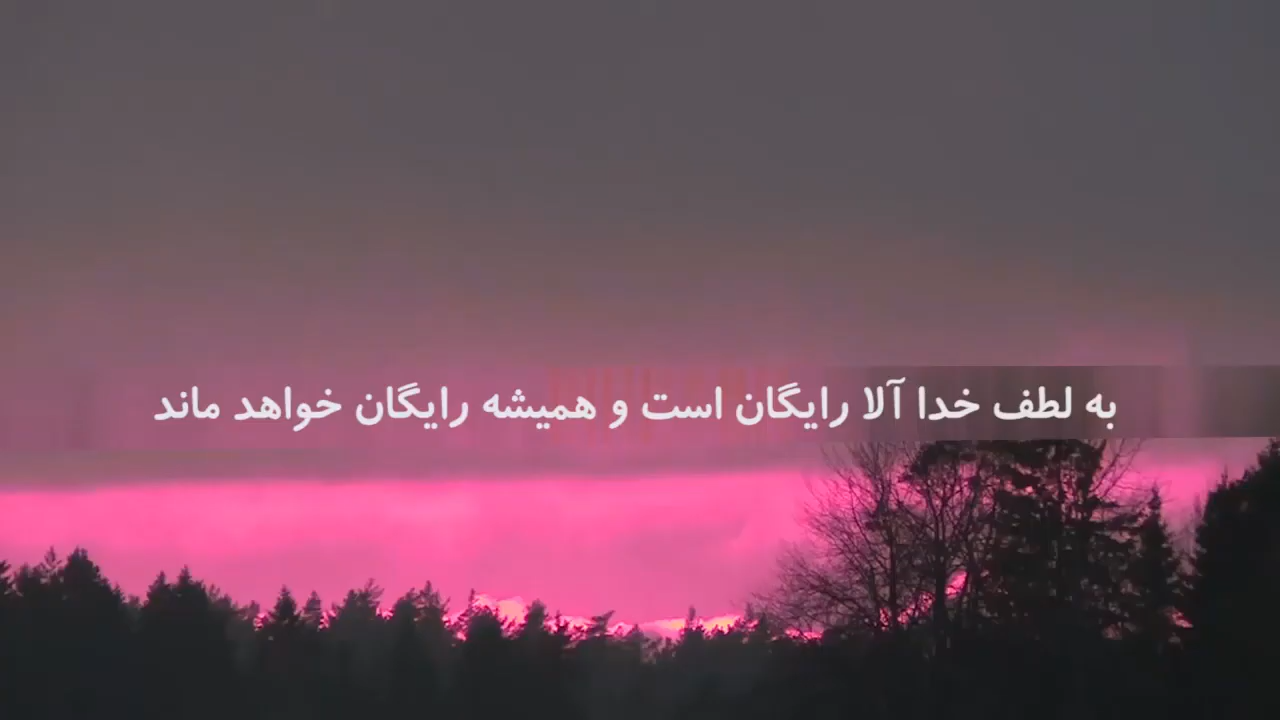 به لطف خدا آلا رایگان است و همیشه رایگان خواهد ماند